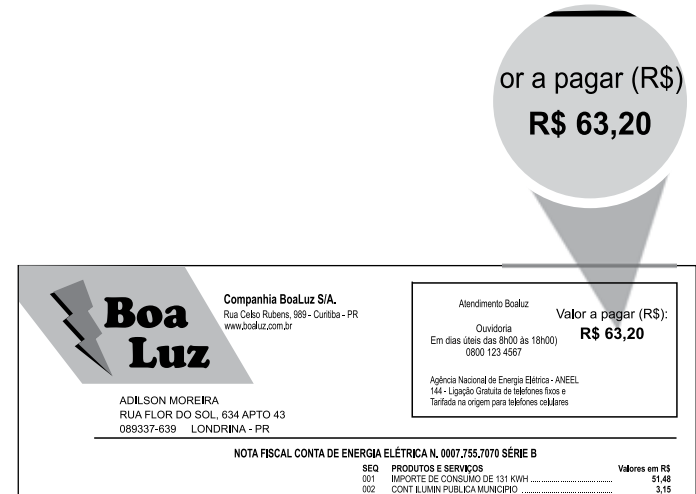 or a pagar (R$)
R$ 63,20
Boa
Luz
Companhia BoaLuz S/A.
Rua Celso Rubens, 989 - Curitiba - PR
www.boaluz.com.br
Atendimento Boaluz
Ouvidoria
Em dias úteis das 8h00 às 18h00)
0800 123 4567
Valor a pagar (R$):
R$ 63,20
Agência Nacional de Energia Elétrica - ANEEL
144 - Ligação Gratuita de telefones fixos e
Tarifada na origem para telefones celulares
ADILSON MOREIRA
RUA FLOR DO SOL, 634 APTO 43
089337-639 LONDRINA - PR
NOTA FISCAL CONTA DE ENERGIA ELÉTRICA N. 0007.755.7070 SÉRIE B
SEQ PRODUTOS E SERVIÇOS Valores em R$
001 IMPORTE DE CONSUMO DE 131 KWH ........................ 51,48
002 CONT ILUMIN PUBLICA MUNICIPIO ........................ 3,15